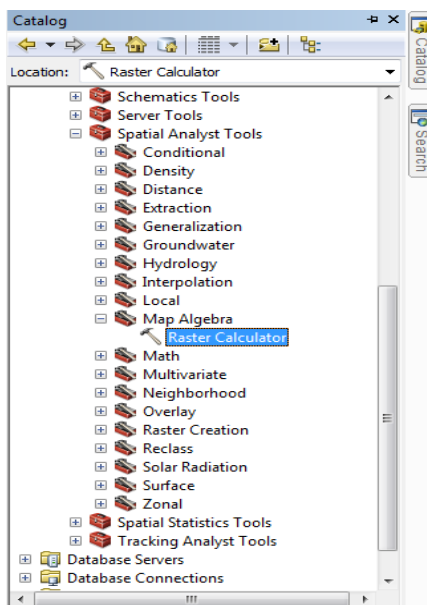 Catalog
Location: Raster Calculator
Schematics Tools
Server Tools
Spatial Analyst Tools
Conditional
Density
Distance
Extraction
Generalization
Groundwater
Hydrology
Interpolation
Local
Map Algebra
Raster Calculator
Math
Multivariate
Neighborhood
Overlay
Raster Creation
Reclass
Solar Radiation
Surface
Zonal
Spatial Statistics Tools
Tracking Analyst Tools
Database Servers
Database Connections
Catalog
Search